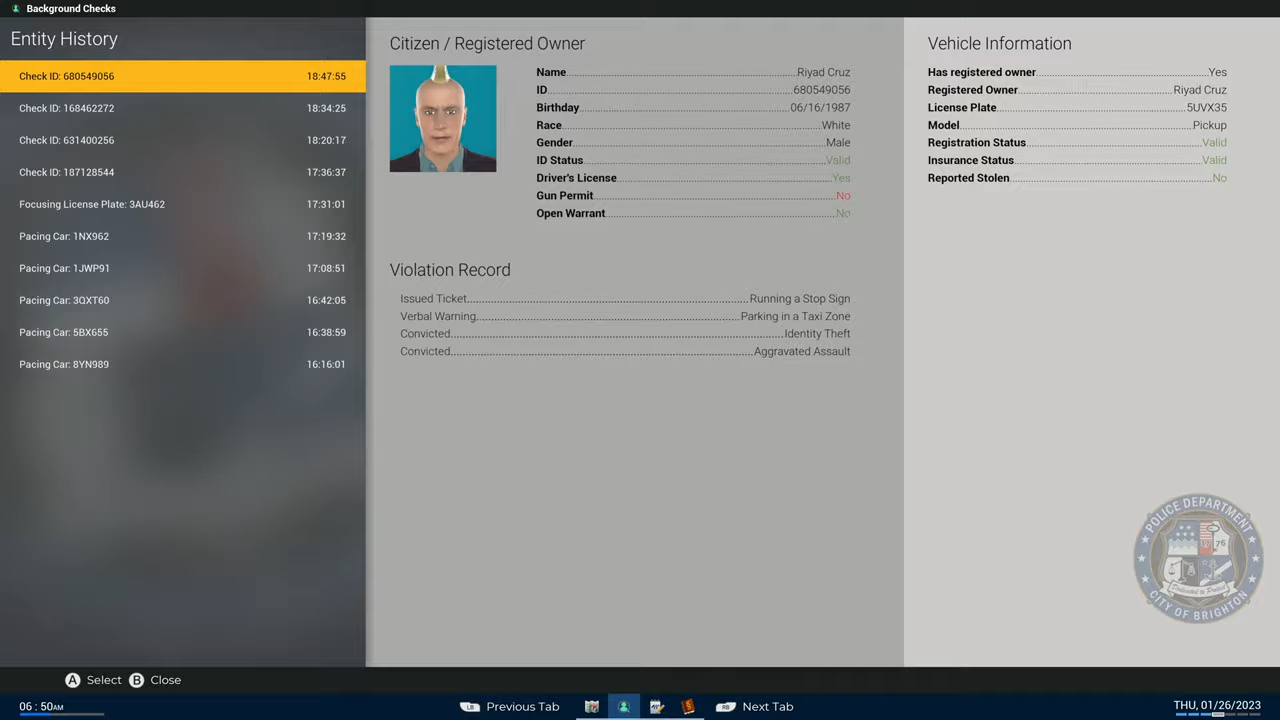 Background Checks
Entity History
Check ID: 680549056 18:47:55
Check ID: 168462272 18:34:25
Check ID: 631400256 18:20:17
Check ID: 187128544 17:36:37
Focusing License Plate: 3AU462 17:31:01
Pacing Car: 1NX962 17:19:32
Pacing Car: 1JWP91 17:08:51
Pacing Car: 3QXT60 16:42:05
Pacing Car: 5BX655 16:38:59
Pacing Car: 8YN989 16:16:01
Citizen / Registered Owner
Name Riyad Cruz
ID 680549056
Birthday 06/16/1987
Race White
Gender Male
ID Status Valid
Driver's License Yes
Gun Permit No
Open Warrant No
Violation Record
Issued Ticket Running a Stop Sign
Verbal Warning Parking in a Taxi Zone
Convicted Identity Theft
Convicted Aggravated Assault
Vehicle Information
Has registered owner Yes
Registered Owner Riyad Cruz
License Plate 5UVX35
Model Pickup
Registration Status Valid
Insurance Status Valid
Reported Stolen No
POLICE DEPARTMENT
17 76
CITY OF BRIGHTON
A Select B Close
06 : 50AM
LB Previous Tab
RB Next Tab
THU, 01/26/2023